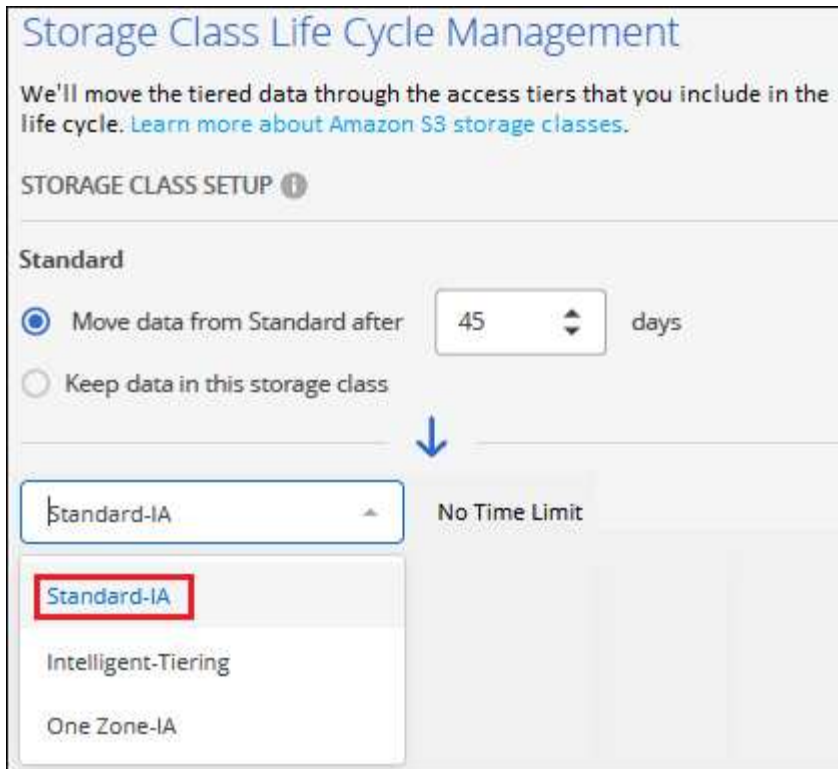 Storage Class Life Cycle Management
We'll move the tiered data through the access tiers that you include in the
life cycle. Learn more about Amazon S3 storage classes.
STORAGE CLASS SETUP i
Standard
Move data from Standard after 45 days
Keep data in this storage class
Standard-IA No Time Limit
Standard-IA
Intelligent-Tiering
One Zone-IA